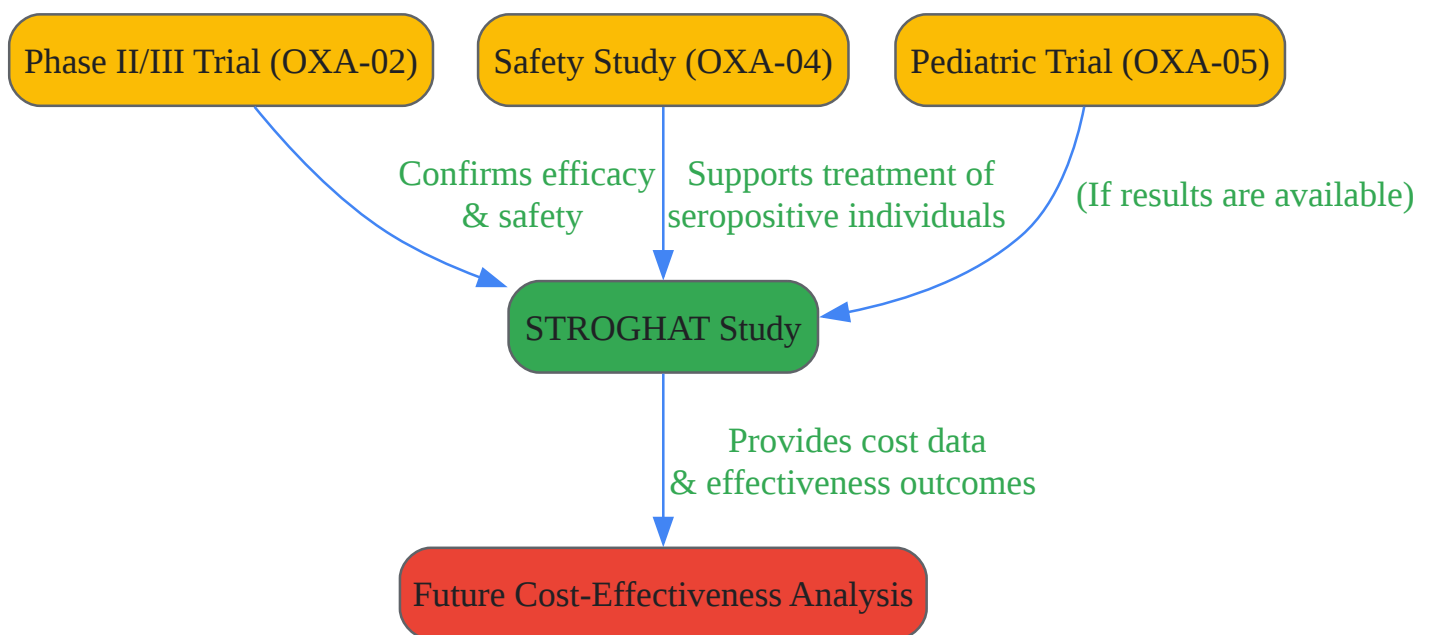 Phase II/III Trial (OXA-02)
Safety Study (OXA-04)
Pediatric Trial (OXA-05)
Confirms efficacy
& safety
Supports treatment of
seropositive individuals
(If results are available)
STROGHAT Study
Provides cost data
& effectiveness outcomes
Future Cost-Effectiveness Analysis